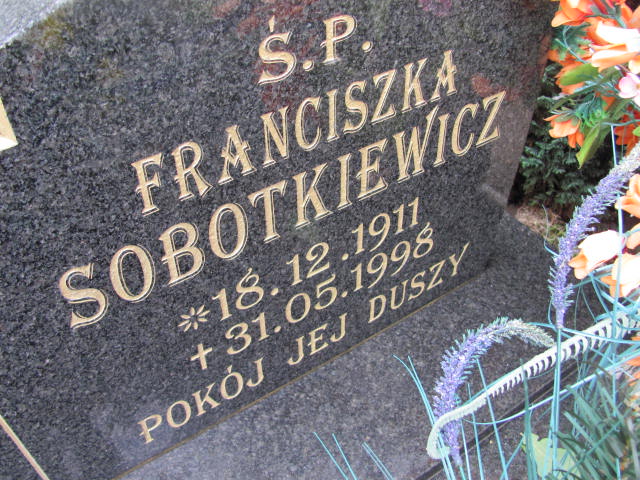 Ś.P.
FRANCISZKA
SOBOTKIEWICZ
* 18.12.1911
+ 31.05.1998
POKÓJ JEJ DUSZY